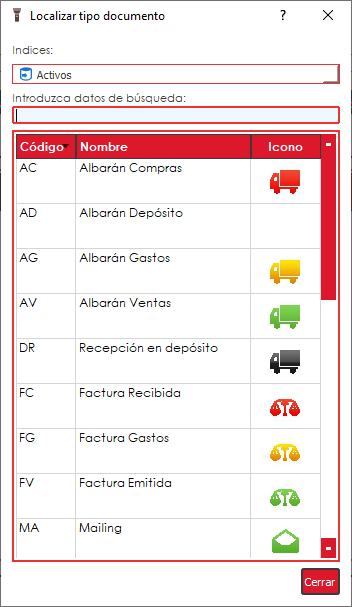 Localizar tipo documento
Indices:
Activos
Introduzca datos de búsqueda:
Código Nombre Icono
AC Albarán Compras
AD Albarán Depósito
AG Albarán Gastos
AV Albarán Ventas
DR Recepción en depósito
FC Factura Recibida
FG Factura Gastos
FV Factura Emitida
MA Mailing
Cerrar